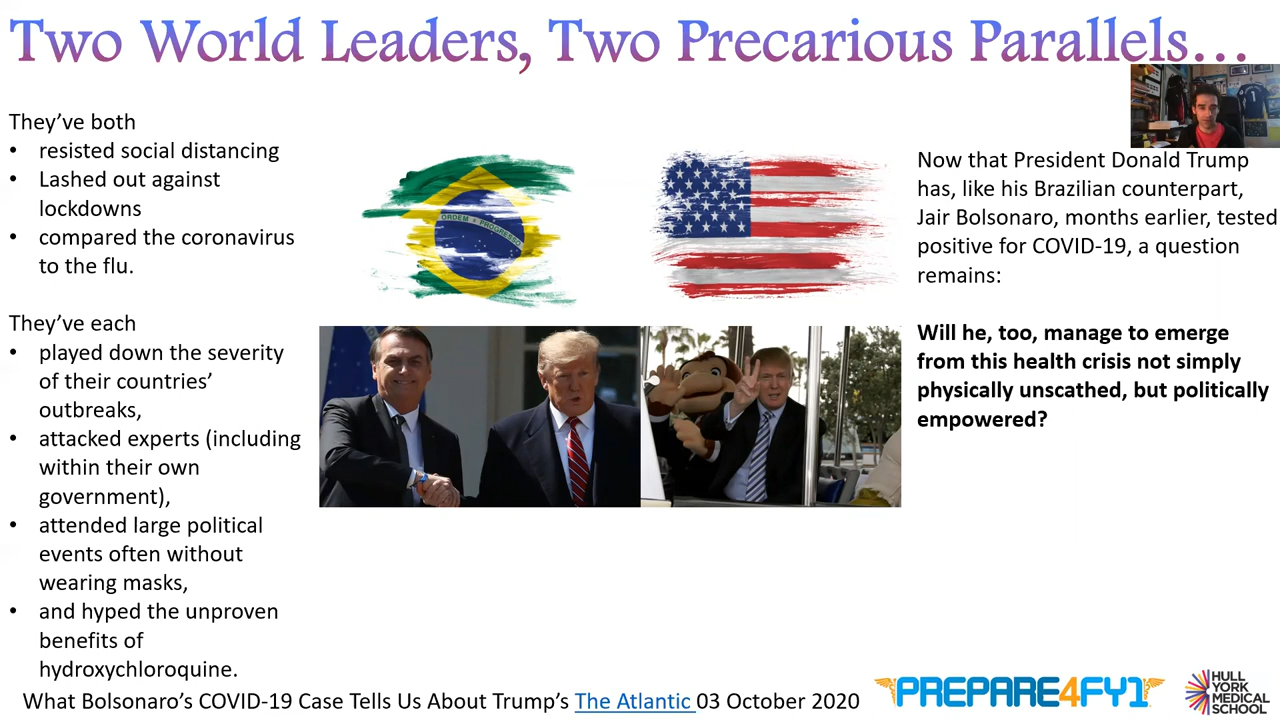 Two World Leaders, Two Precarious Parallels...
They've both
• resisted social distancing
• Lashed out against
lockdowns
• compared the coronavirus
to the flu.
They've each
• played down the severity
of their countries'
outbreaks,
• attacked experts (including
within their own
government),
• attended large political
events often without
wearing masks,
• and hyped the unproven
benefits of
hydroxychloroquine.
ORDEM E PROGRESSO
Now that President Donald Trump
has, like his Brazilian counterpart,
Jair Bolsonaro, months earlier, tested
positive for COVID-19, a question
remains:
Will he, too, manage to emerge
from this health crisis not simply
physically unscathed, but politically
empowered?
What Bolsonaro's COVID-19 Case Tells Us About Trump's The Atlantic 03 October 2020
PREPARE4FY1
HULL
YORK
MEDICAL
SCHOOL
1